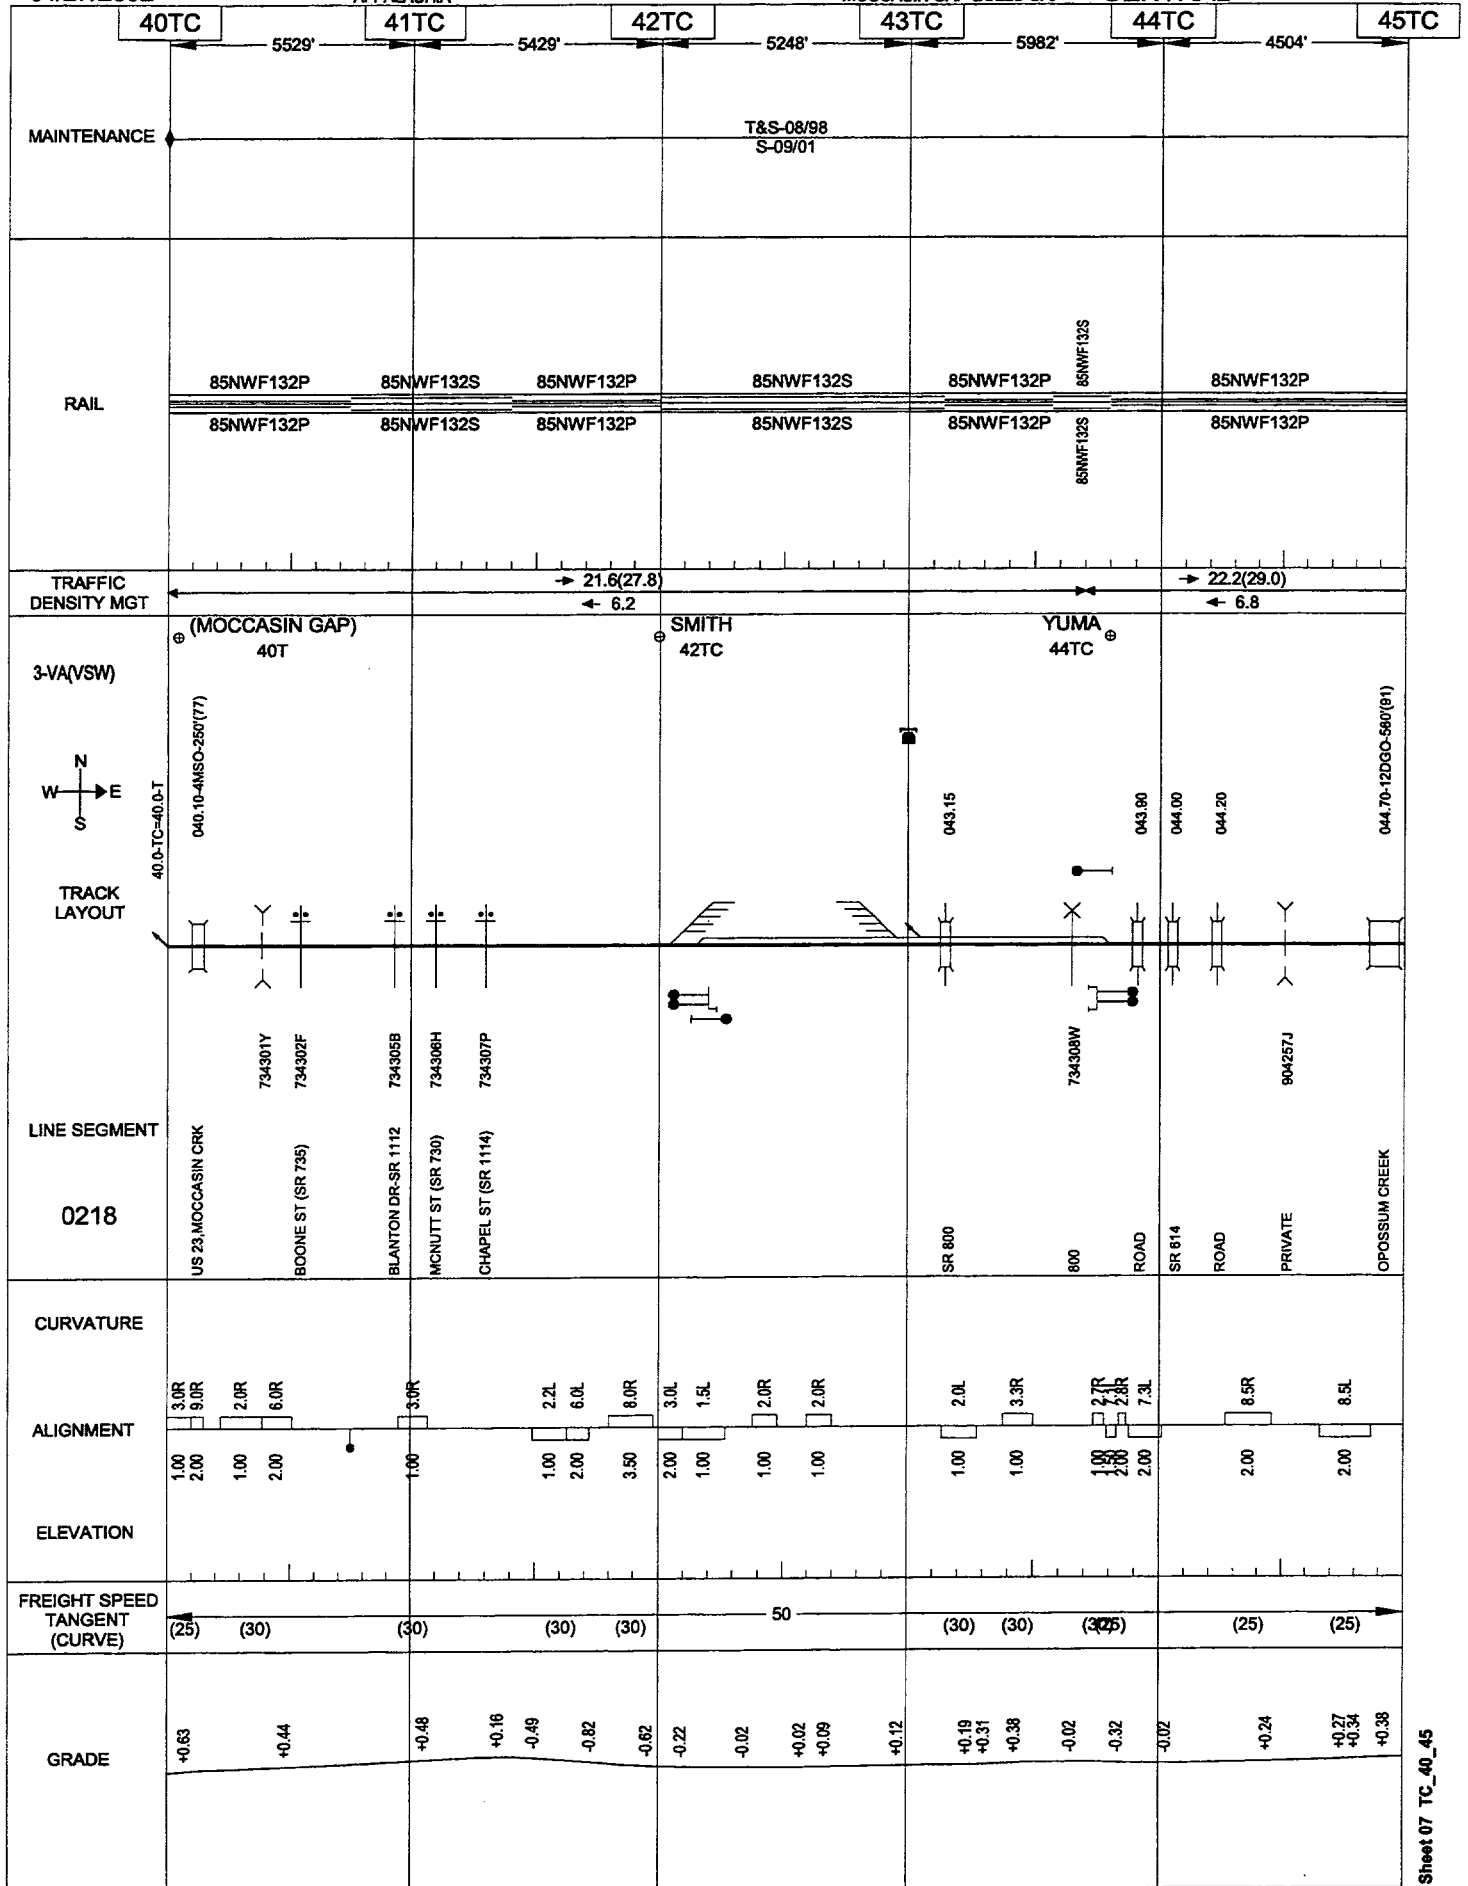 40TC 41TC 42TC 43TC 44TC 45TC
5529' 5429' 5248' 5982' 4504'
MAINTENANCE
T&S-08/98
S-09/01
RAIL
85NWF132P 85NWF132S 85NWF132P 85NWF132S 85NWF132P 85NWF132S 85NWF132P
85NWF132P 85NWF132S 85NWF132P 85NWF132S 85NWF132P 85NWF132S 85NWF132P
TRAFFIC
DENSITY MGT
21.6(27.8) 22.2(29.0)
6.2 6.8
(MOCCASIN GAP) SMITH YUMA
40T 42TC 44TC
3-VA(VSW)
N
W E
S
40.0-TC=40.0-T
040.10-4MSO-250'(77)
043.15
043.90
044.00
044.20
044.70-12DGO-560'(91)
TRACK
LAYOUT
734301Y
734302F
734305B
734306H
734307P
734308W
904257J
LINE SEGMENT
0218
US 23,MOCCASIN CRK
BOONE ST (SR 735)
BLANTON DR-SR 1112
MCNUTT ST (SR 730)
CHAPEL ST (SR 1114)
SR 800
800
ROAD
SR 614
ROAD
PRIVATE
OPOSSUM CREEK
CURVATURE
3.0R 9.0R 2.0R 6.0R 3.0R 2.2L 6.0L 8.0R 3.0L 1.5L 2.0R 2.0R 2.0L 3.3R 2.7R 2.8R 7.3L 8.5R 8.5L
ALIGNMENT
1.00 2.00 1.00 2.00 1.00 1.00 2.00 3.50 2.00 1.00 1.00 1.00 1.00 1.00 1.00 2.00 2.00 2.00 2.00
ELEVATION
FREIGHT SPEED
TANGENT
(CURVE)
50
(25) (30) (30) (30) (30) (30) (30) (25) (25)
GRADE
+0.63 +0.44 +0.48 +0.16 -0.49 -0.82 -0.62 -0.22 -0.02 +0.02 +0.09 +0.12 +0.19 +0.31 +0.38 -0.02 -0.32 -0.02 +0.24 +0.27 +0.34 +0.38
Sheet 07 TC_40_45